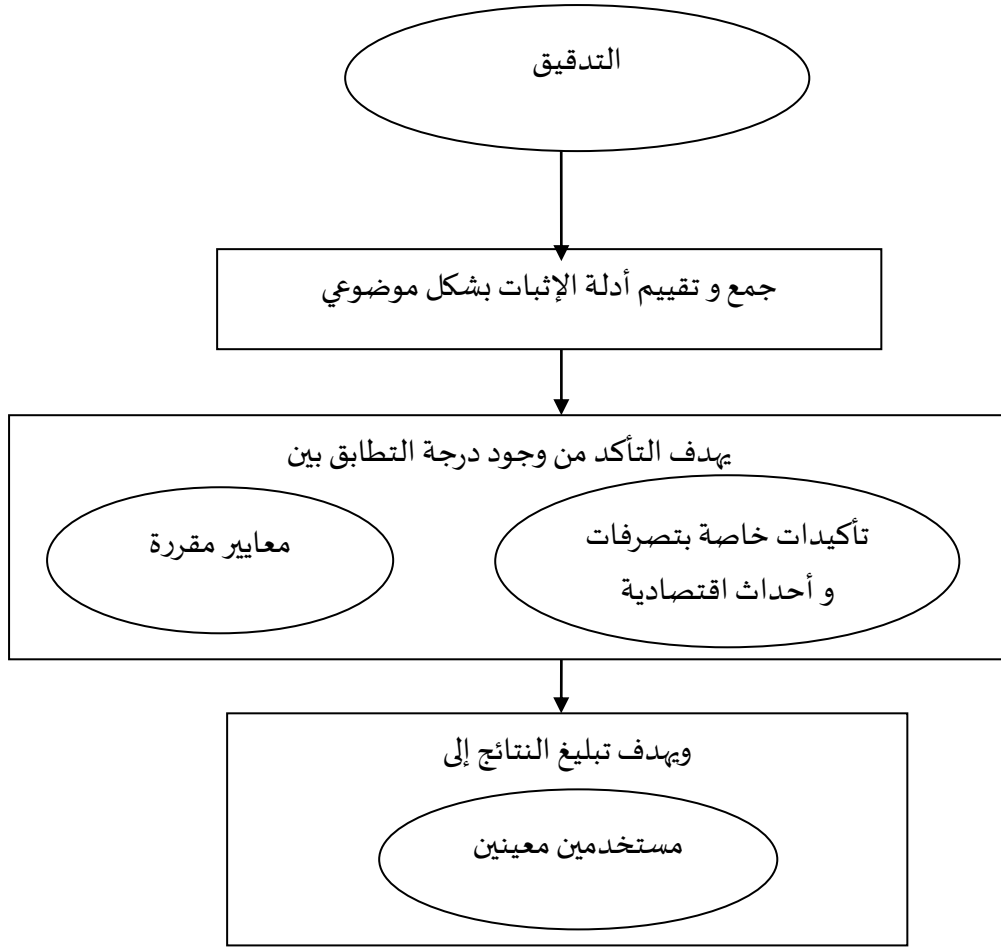 التدقيق
جمع و تقييم أدلة الإثبات بشكل موضوعي
يهدف التأكد من وجود درجة التطابق بين
تأكيدات خاصة بتصرفات
و أحداث اقتصادية
معايير مقررة
ويهدف تبليغ النتائج إلى
مستخدمين معينين